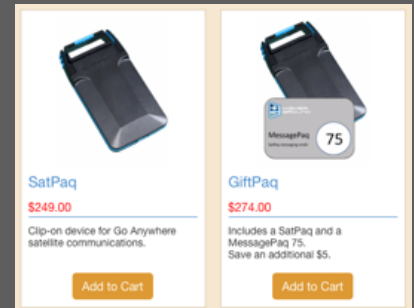 SatPaq
$249.00
Clip-on device for Go Anywhere
satellite communications.
Add to Cart
MessagePaq
75
GiftPaq
$274.00
Includes a SatPaq and a
MessagePaq 75.
Save an additional $5.
Add to Cart